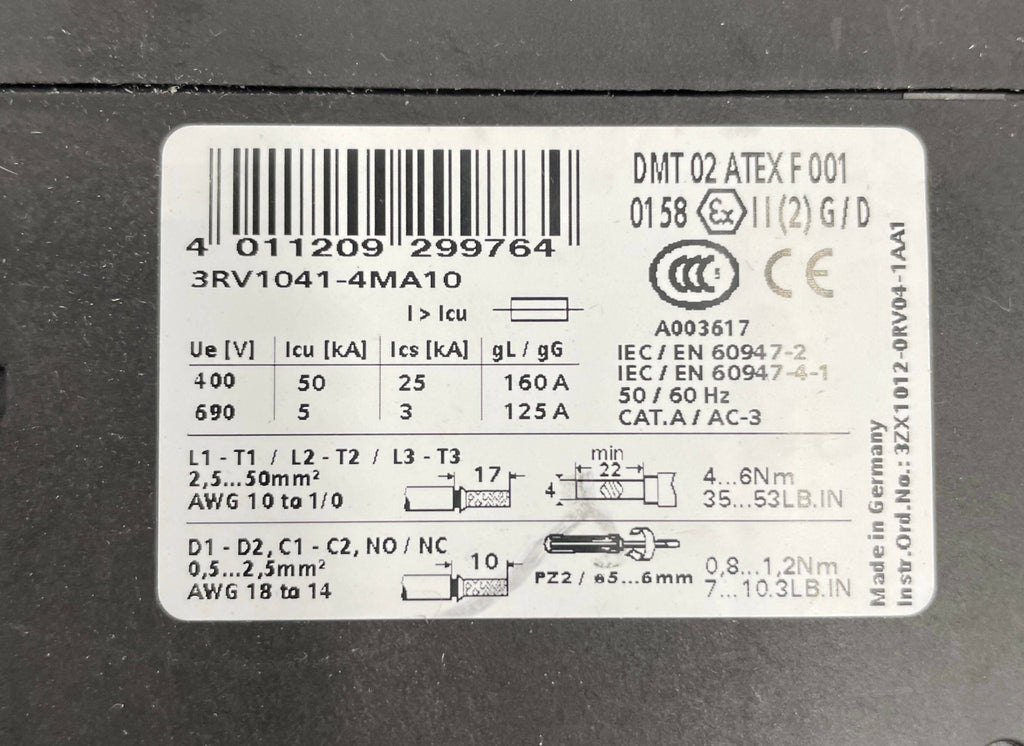 4 011209 299764
3RV1041-4MA10
I > Icu
Ue [V] Icu [kA] Ics [kA] gL / gG
400 50 25 160 A
690 5 3 125 A
DMT 02 ATEX F 001
0158 Ex II (2) G / D
CCC S CE
A003617
IEC / EN 60947-2
IEC / EN 60947-4-1
50 / 60 Hz
CAT.A / AC-3
L1 - T1 / L2 - T2 / L3 - T3
2,5...50mm²
AWG 10 to 1/0
17
min
22
4
4...6Nm
35...53LB.IN
D1 - D2, C1 - C2, NO / NC
0,5...2,5mm²
AWG 18 to 14
10
PZ2 / ø5...6mm
0,8...1,2Nm
7...10.3LB.IN
Made in Germany
Instr.Ord.No.: 3ZX1012-0RV04-1AA1